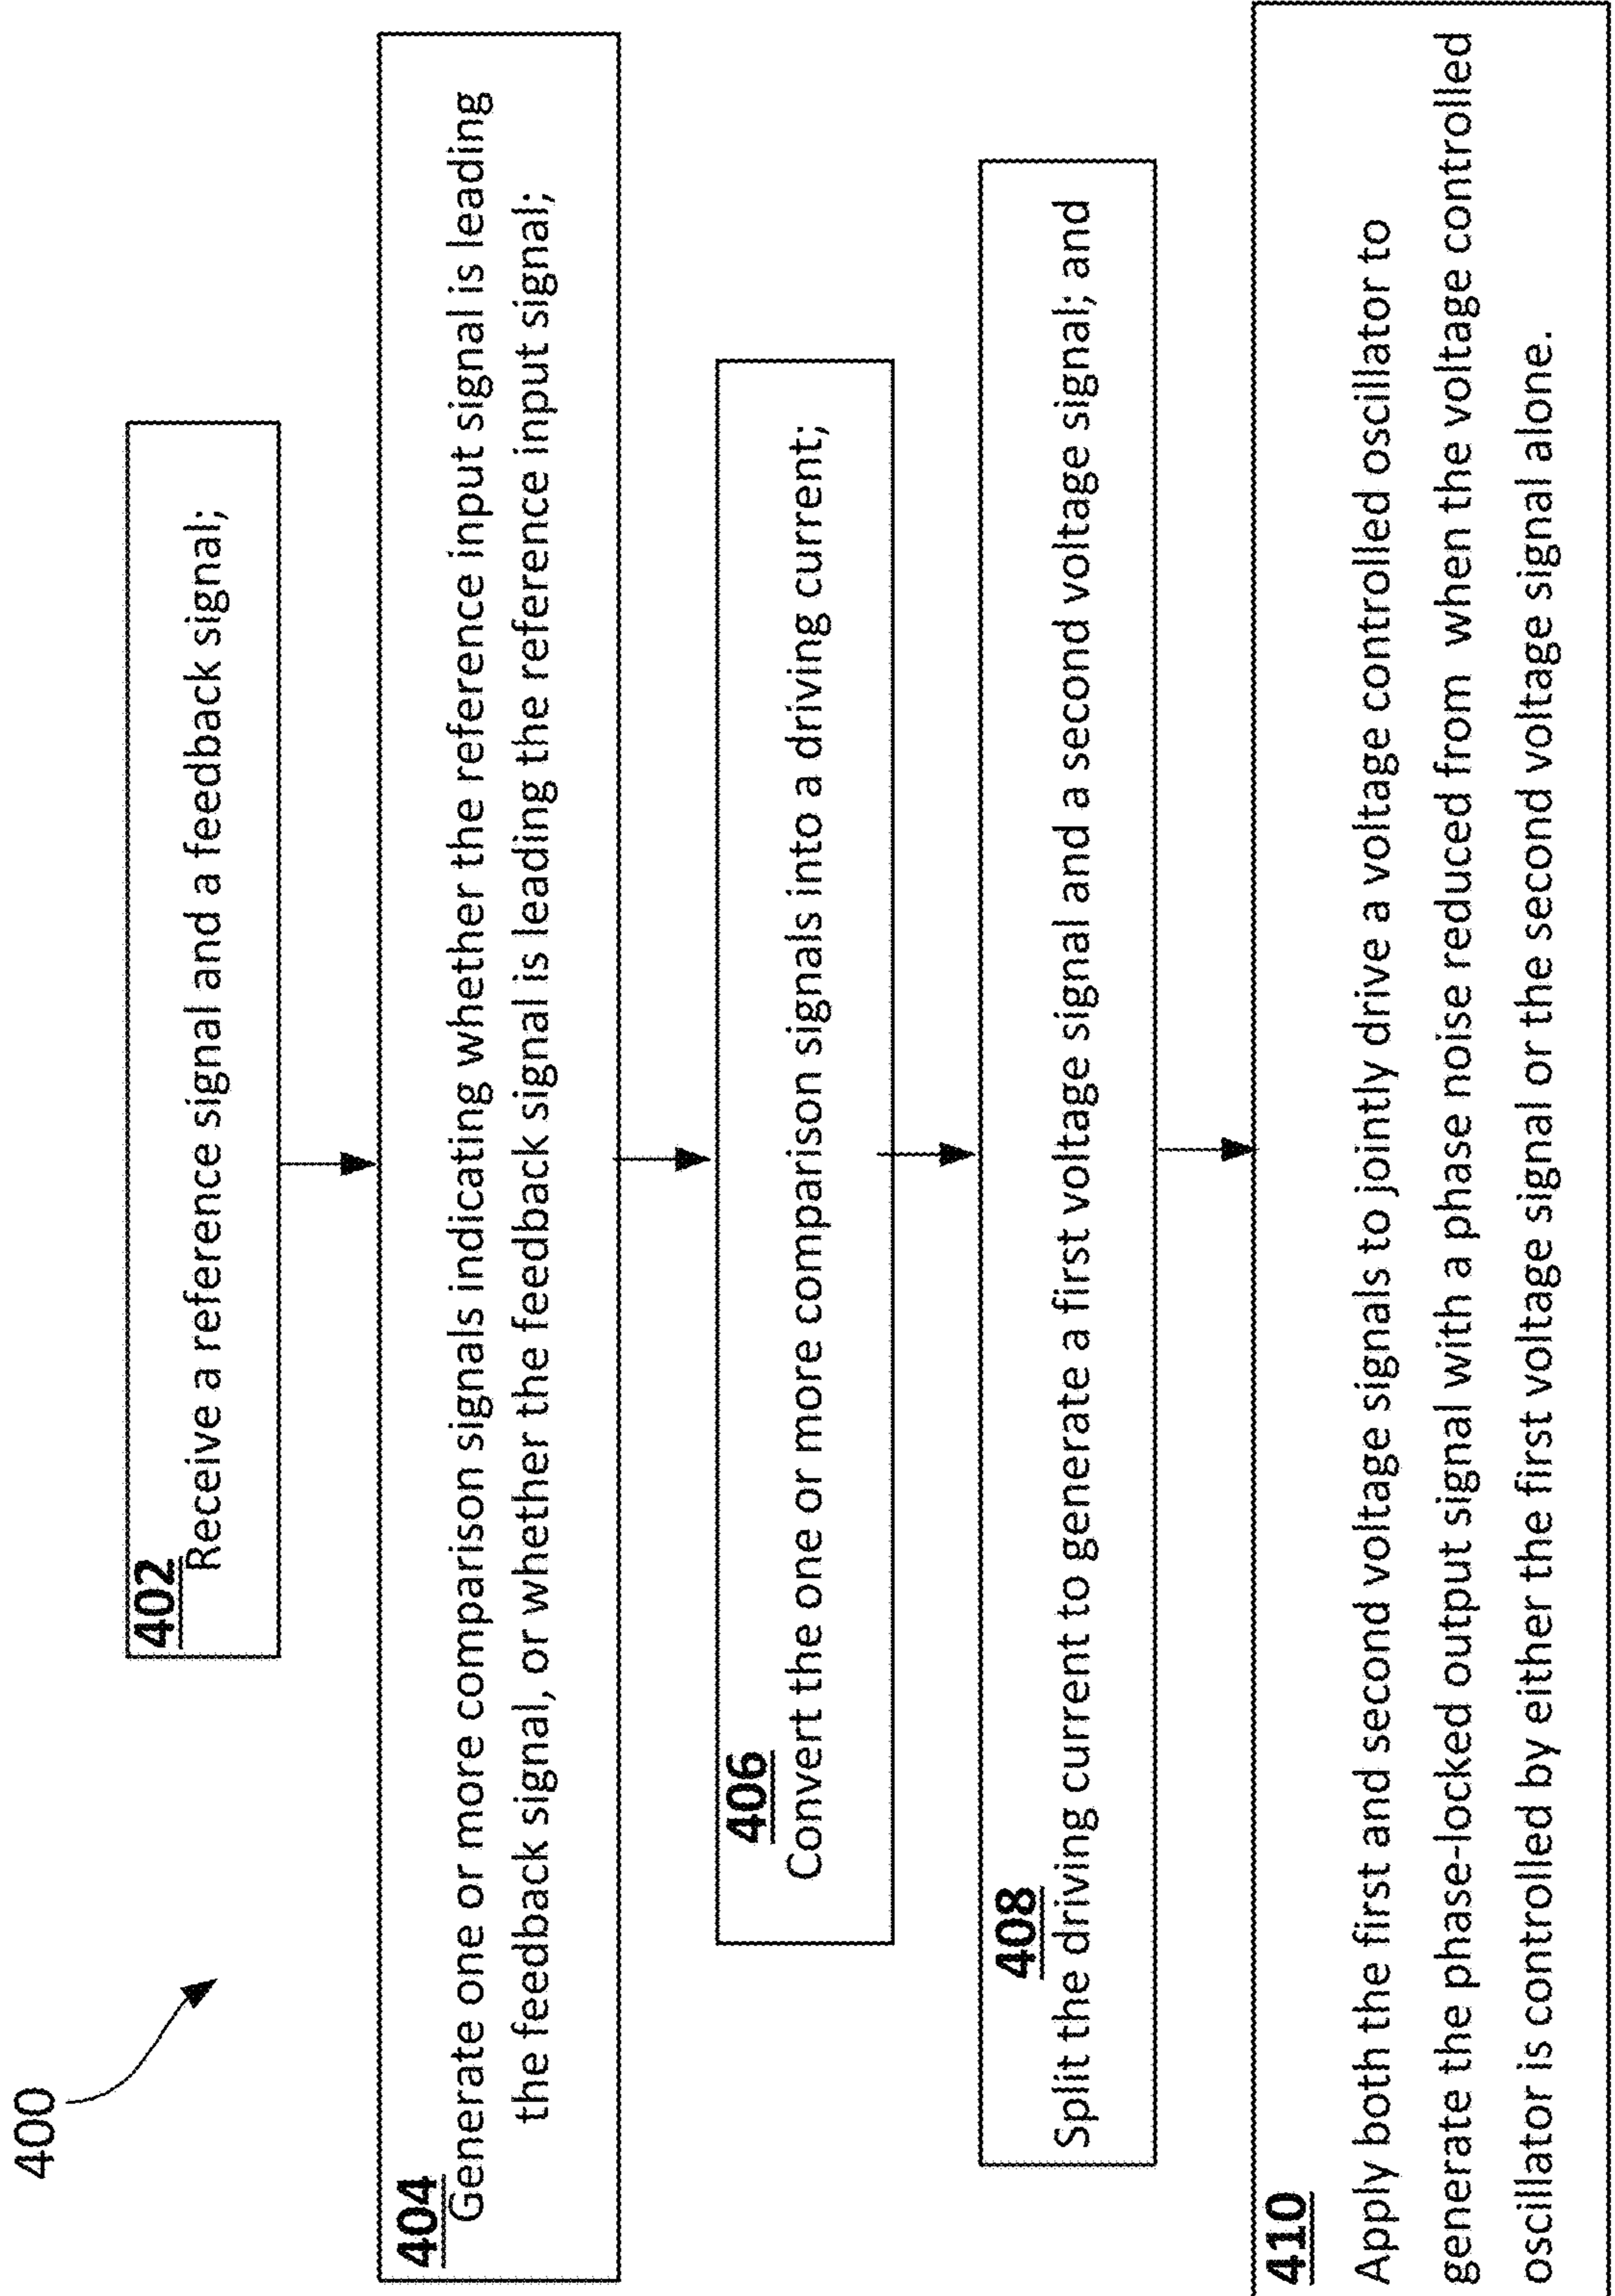 400
402
Receive a reference signal and a feedback signal;
404
Generate one or more comparison signals indicating whether the reference input signal is leading
the feedback signal, or whether the feedback signal is leading the reference input signal;
406
Convert the one or more comparison signals into a driving current;
408
Split the driving current to generate a first voltage signal and a second voltage signal; and
410
Apply both the first and second voltage signals to jointly drive a voltage controlled oscillator to
generate the phase-locked output signal with a phase noise reduced from when the voltage controlled
oscillator is controlled by either the first voltage signal or the second voltage signal alone.